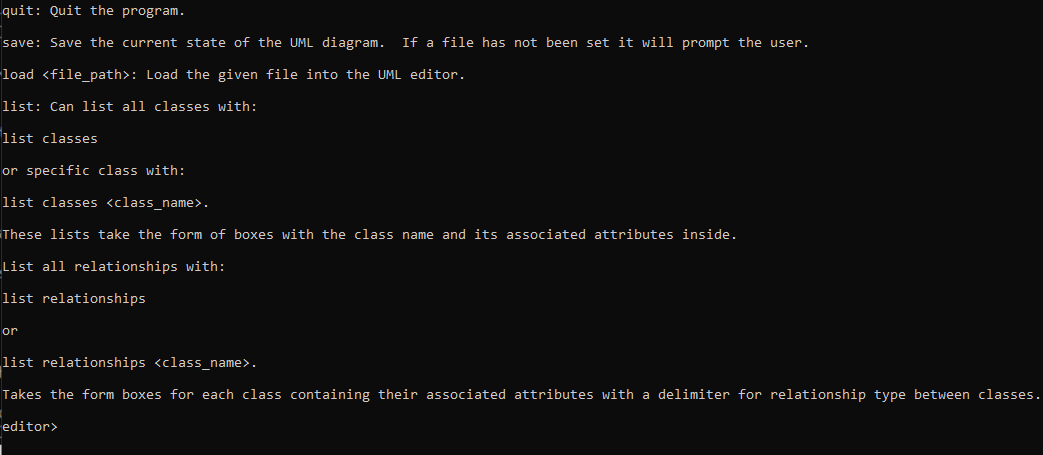 quit: Quit the program.
save: Save the current state of the UML diagram.  If a file has not been set it will prompt the user.
load <file_path>: Load the given file into the UML editor.
list: Can list all classes with:
list classes
or specific class with:
list classes <class_name>.
These lists take the form of boxes with the class name and its associated attributes inside.
List all relationships with:
list relationships
or
list relationships <class_name>.
Takes the form boxes for each class containing their associated attributes with a delimiter for relationship type between classes.
editor>